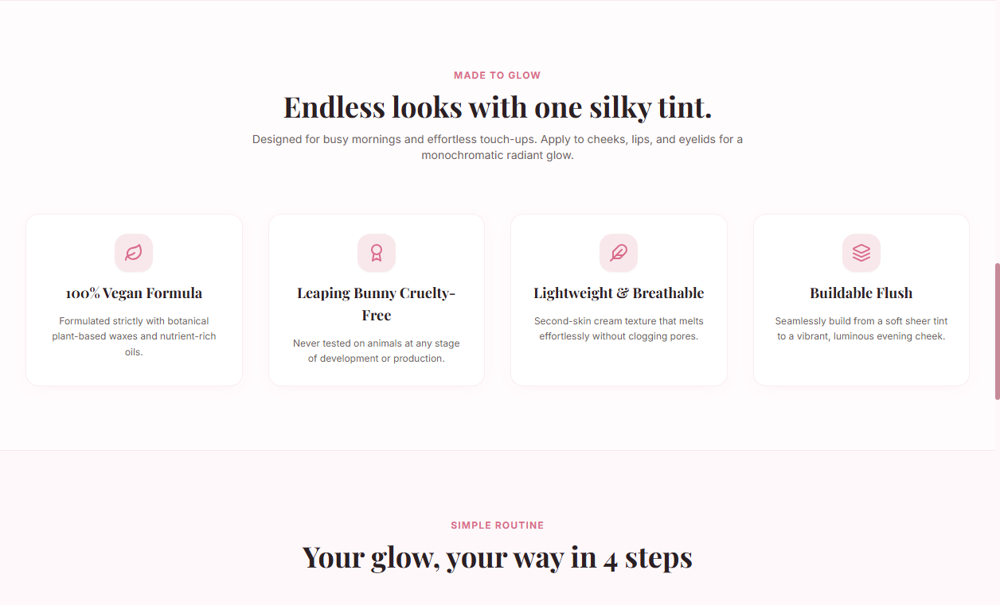 MADE TO GLOW
Endless looks with one silky tint.
Designed for busy mornings and effortless touch-ups. Apply to cheeks, lips, and eyelids for a
monochromatic radiant glow.
100% Vegan Formula
Formulated strictly with botanical
plant-based waxes and nutrient-rich
oils.
Leaping Bunny Cruelty-
Free
Never tested on animals at any stage
of development or production.
Lightweight & Breathable
Second-skin cream texture that melts
effortlessly without clogging pores.
Buildable Flush
Seamlessly build from a soft sheer tint
to a vibrant, luminous evening cheek.
SIMPLE ROUTINE
Your glow, your way in 4 steps